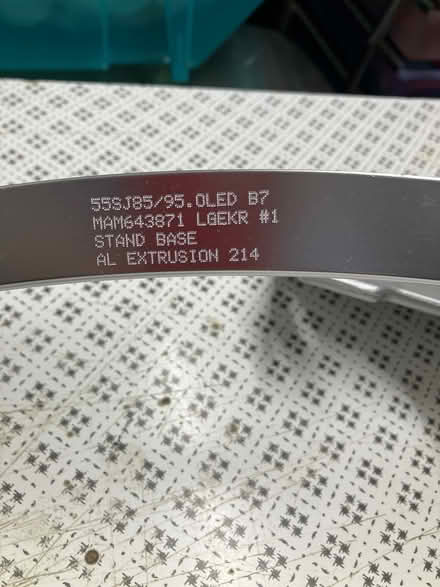 55SJ85/95.OLED B7
MAM643871 LGEKR #1
STAND BASE
AL EXTRUSION 214